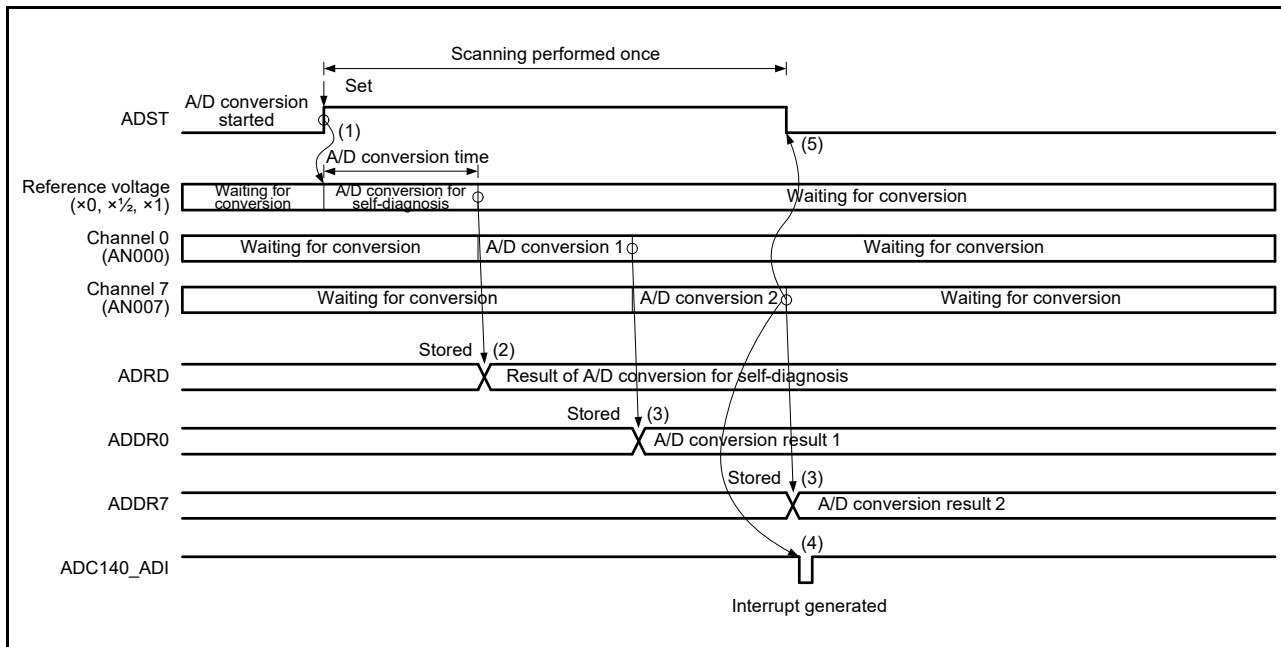 Scanning performed once
Set
A/D conversion
started
ADST
(1)
(5)
A/D conversion time
Reference voltage
(×0, ×½, ×1)
Waiting for
conversion
A/D conversion for
self-diagnosis
Waiting for conversion
Channel 0
(AN000)
Waiting for conversion
A/D conversion 1
Waiting for conversion
Channel 7
(AN007)
Waiting for conversion
A/D conversion 2
Waiting for conversion
Stored
(2)
ADRD
Result of A/D conversion for self-diagnosis
Stored
(3)
ADDR0
A/D conversion result 1
Stored
(3)
ADDR7
A/D conversion result 2
(4)
ADC140_ADI
Interrupt generated